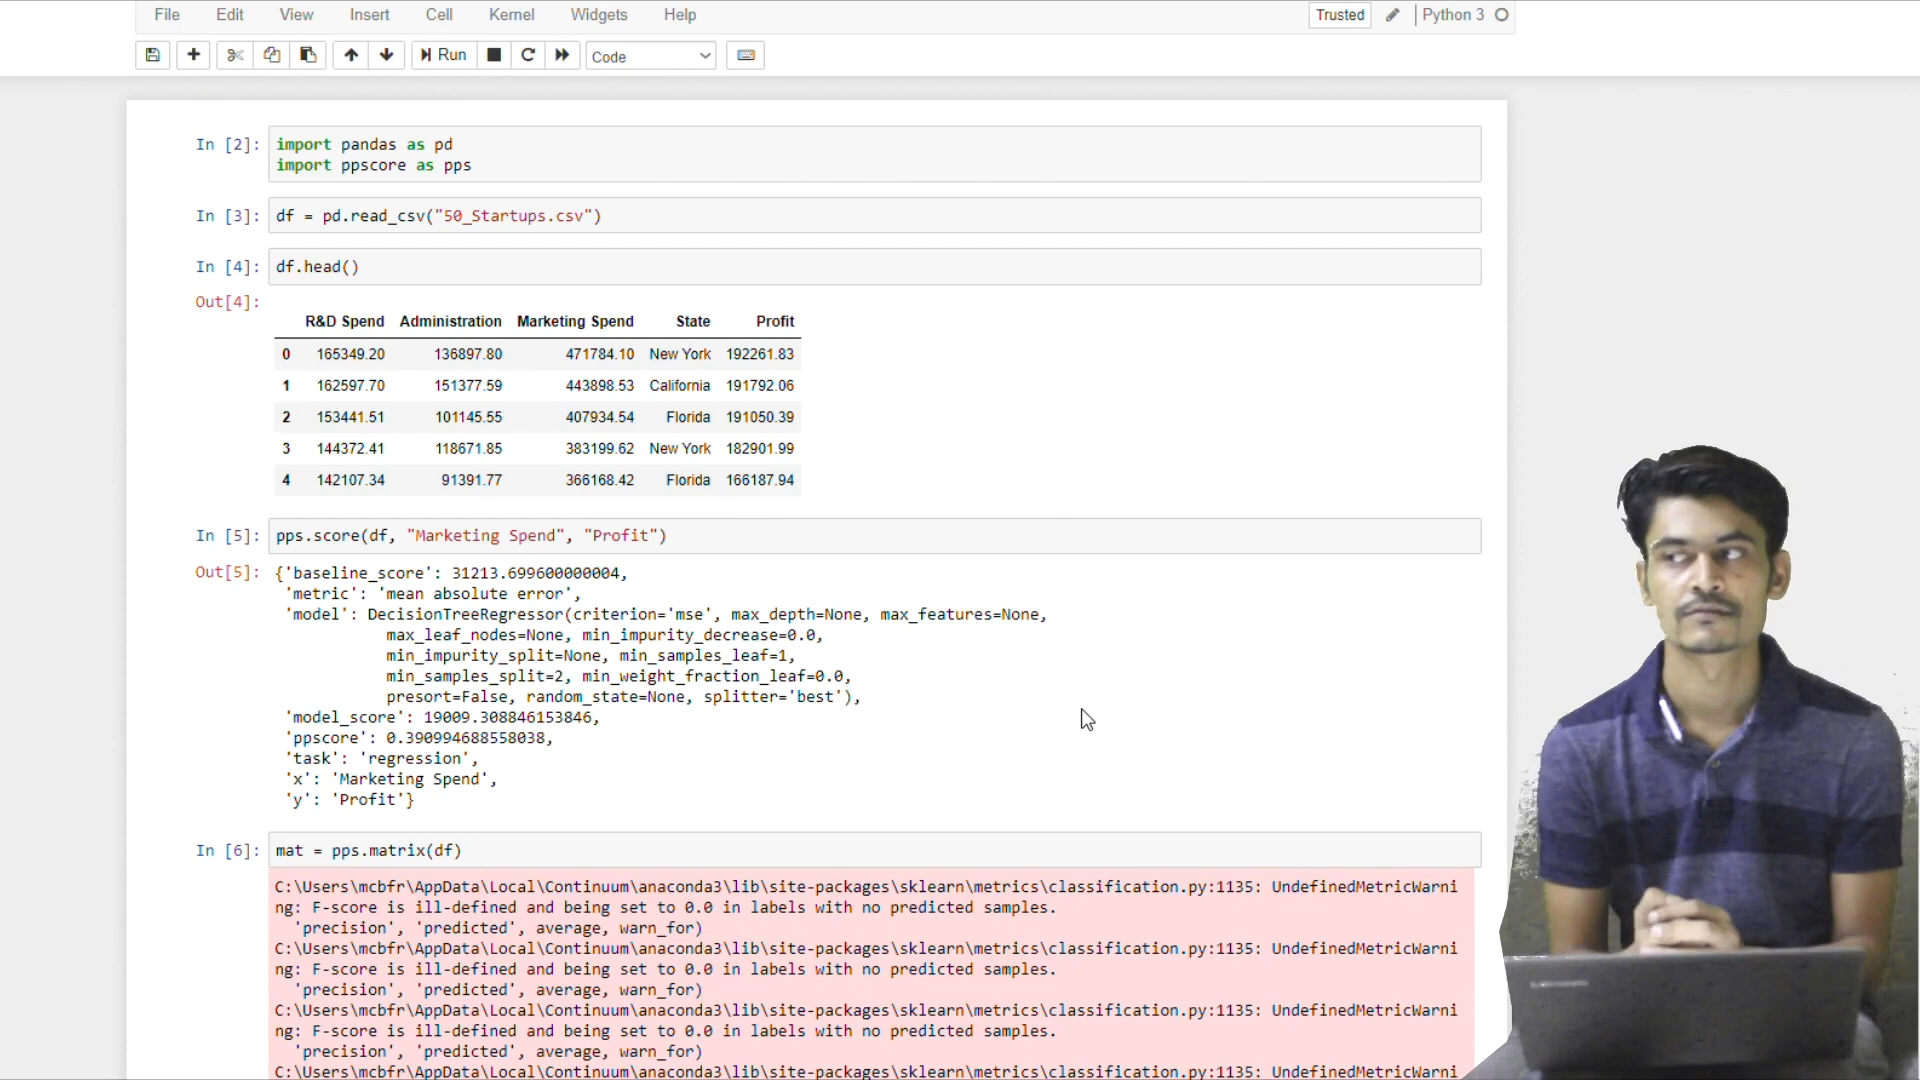 File Edit View Insert Cell Kernel Widgets Help Trusted Python 3
Run Code
In [2]: import pandas as pd
import ppscore as pps
In [3]: df = pd.read_csv("50_Startups.csv")
In [4]: df.head()
Out[4]:
R&D Spend Administration Marketing Spend State Profit
0 165349.20 136897.80 471784.10 New York 192261.83
1 162597.70 151377.59 443898.53 California 191792.06
2 153441.51 101145.55 407934.54 Florida 191050.39
3 144372.41 118671.85 383199.62 New York 182901.99
4 142107.34 91391.77 366168.42 Florida 166187.94
In [5]: pps.score(df, "Marketing Spend", "Profit")
Out[5]: {'baseline_score': 31213.699600000004,
'metric': 'mean absolute error',
'model': DecisionTreeRegressor(criterion='mse', max_depth=None, max_features=None,
max_leaf_nodes=None, min_impurity_decrease=0.0,
min_impurity_split=None, min_samples_leaf=1,
min_samples_split=2, min_weight_fraction_leaf=0.0,
presort=False, random_state=None, splitter='best'),
'model_score': 19009.308846153846,
'ppscore': 0.390994688558038,
'task': 'regression',
'x': 'Marketing Spend',
'y': 'Profit'}
In [6]: mat = pps.matrix(df)
C:\Users\mcbfr\AppData\Local\Continuum\anaconda3\lib\site-packages\sklearn\metrics\classification.py:1135: UndefinedMetricWarni
ng: F-score is ill-defined and being set to 0.0 in labels with no predicted samples.
'precision', 'predicted', average, warn_for)
C:\Users\mcbfr\AppData\Local\Continuum\anaconda3\lib\site-packages\sklearn\metrics\classification.py:1135: UndefinedMetricWarni
ng: F-score is ill-defined and being set to 0.0 in labels with no predicted samples.
'precision', 'predicted', average, warn_for)
C:\Users\mcbfr\AppData\Local\Continuum\anaconda3\lib\site-packages\sklearn\metrics\classification.py:1135: UndefinedMetricWarni
ng: F-score is ill-defined and being set to 0.0 in labels with no predicted samples.
'precision', 'predicted', average, warn_for)
C:\Users\mcbfr\AppData\Local\Continuum\anaconda3\lib\site-packages\sklearn\metrics\classification.py:1135: UndefinedMetricWarni